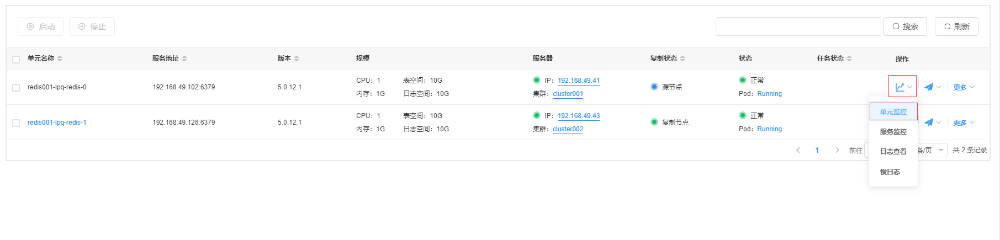 启动 停止 搜索 刷新
单元名称 服务地址 版本 规模 服务器 复制状态 状态 任务状态 操作
redis001-lpq-redis-0 192.168.49.102:6379 5.0.12.1 CPU：1 表空间：10G IP：192.168.49.41 源节点 正常 更多
内存：1G 日志空间：10G 集群：cluster001 Pod：Running
单元监控
redis001-lpq-redis-1 192.168.49.126:6379 5.0.12.1 CPU：1 表空间：10G IP：192.168.49.43 复制节点 正常 更多
内存：1G 日志空间：10G 集群：cluster002 Pod：Running
服务监控
1 前往 条/页 共 2 条记录
日志查看
慢日志